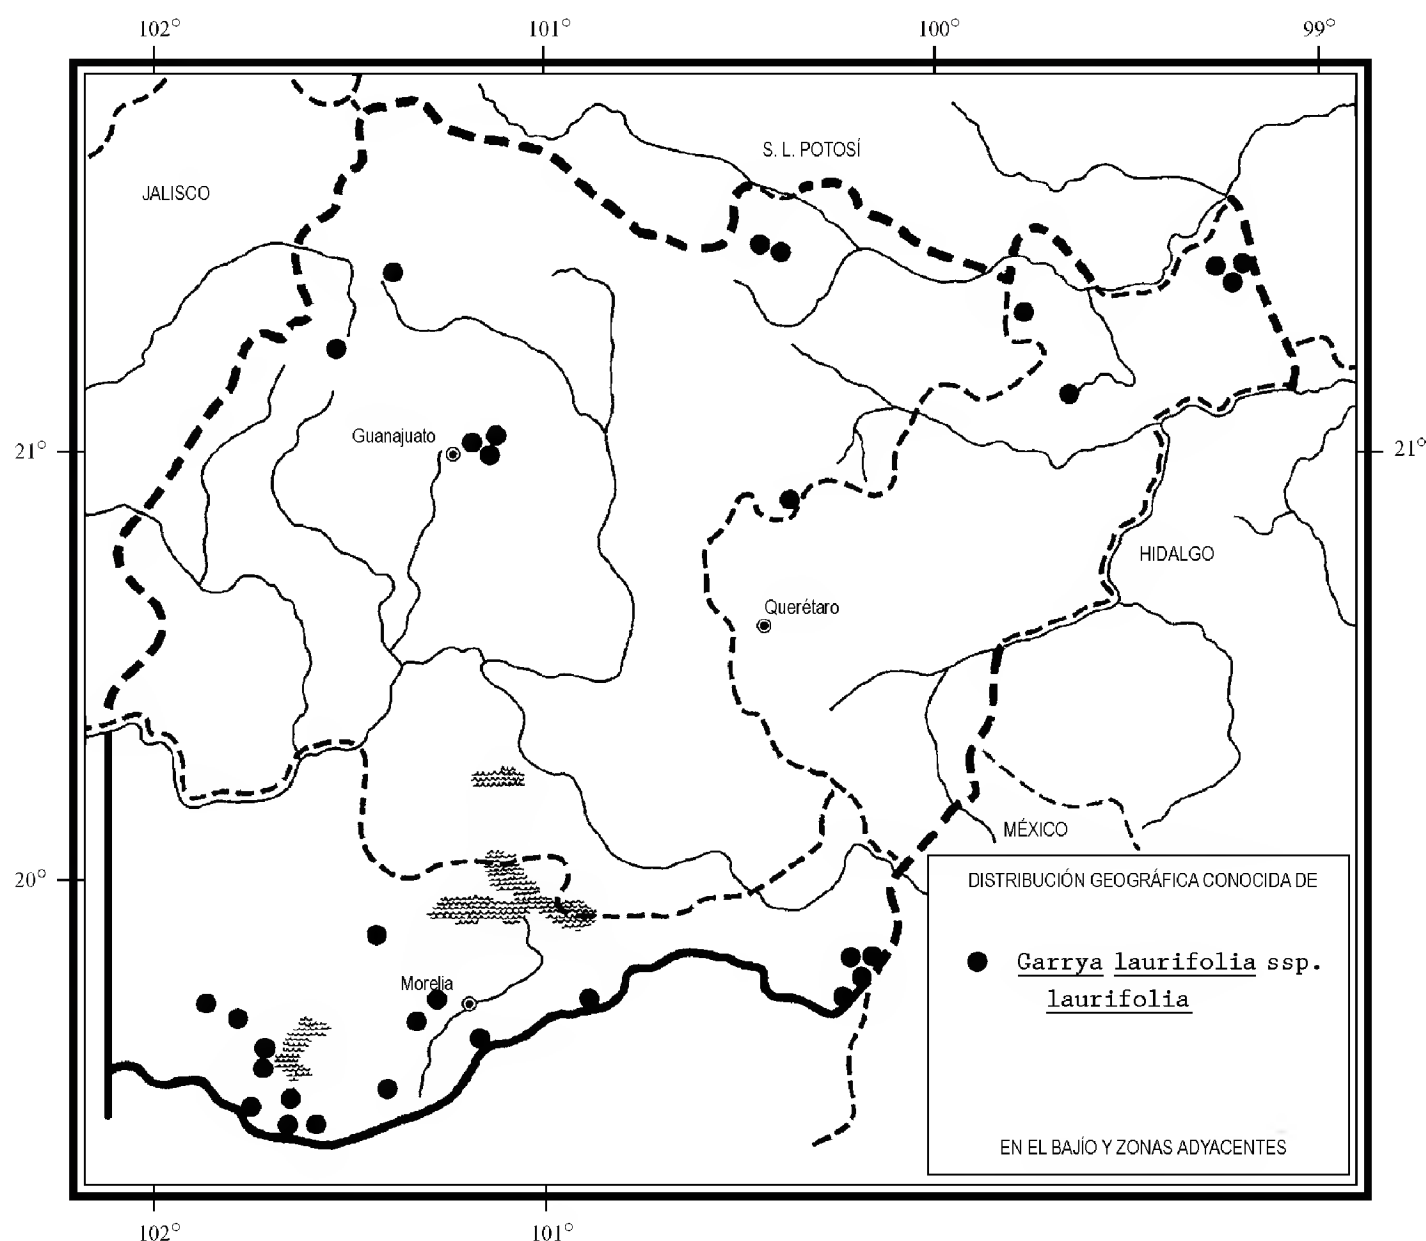 102° 101° 100° 99°
S. L. POTOSÍ
JALISCO
Guanajuato
21° 21°
HIDALGO
Querétaro
MÉXICO
20°
DISTRIBUCIÓN GEOGRÁFICA CONOCIDA DE
Garrya laurifolia ssp.
laurifolia
Morelia
EN EL BAJÍO Y ZONAS ADYACENTES
102° 101°